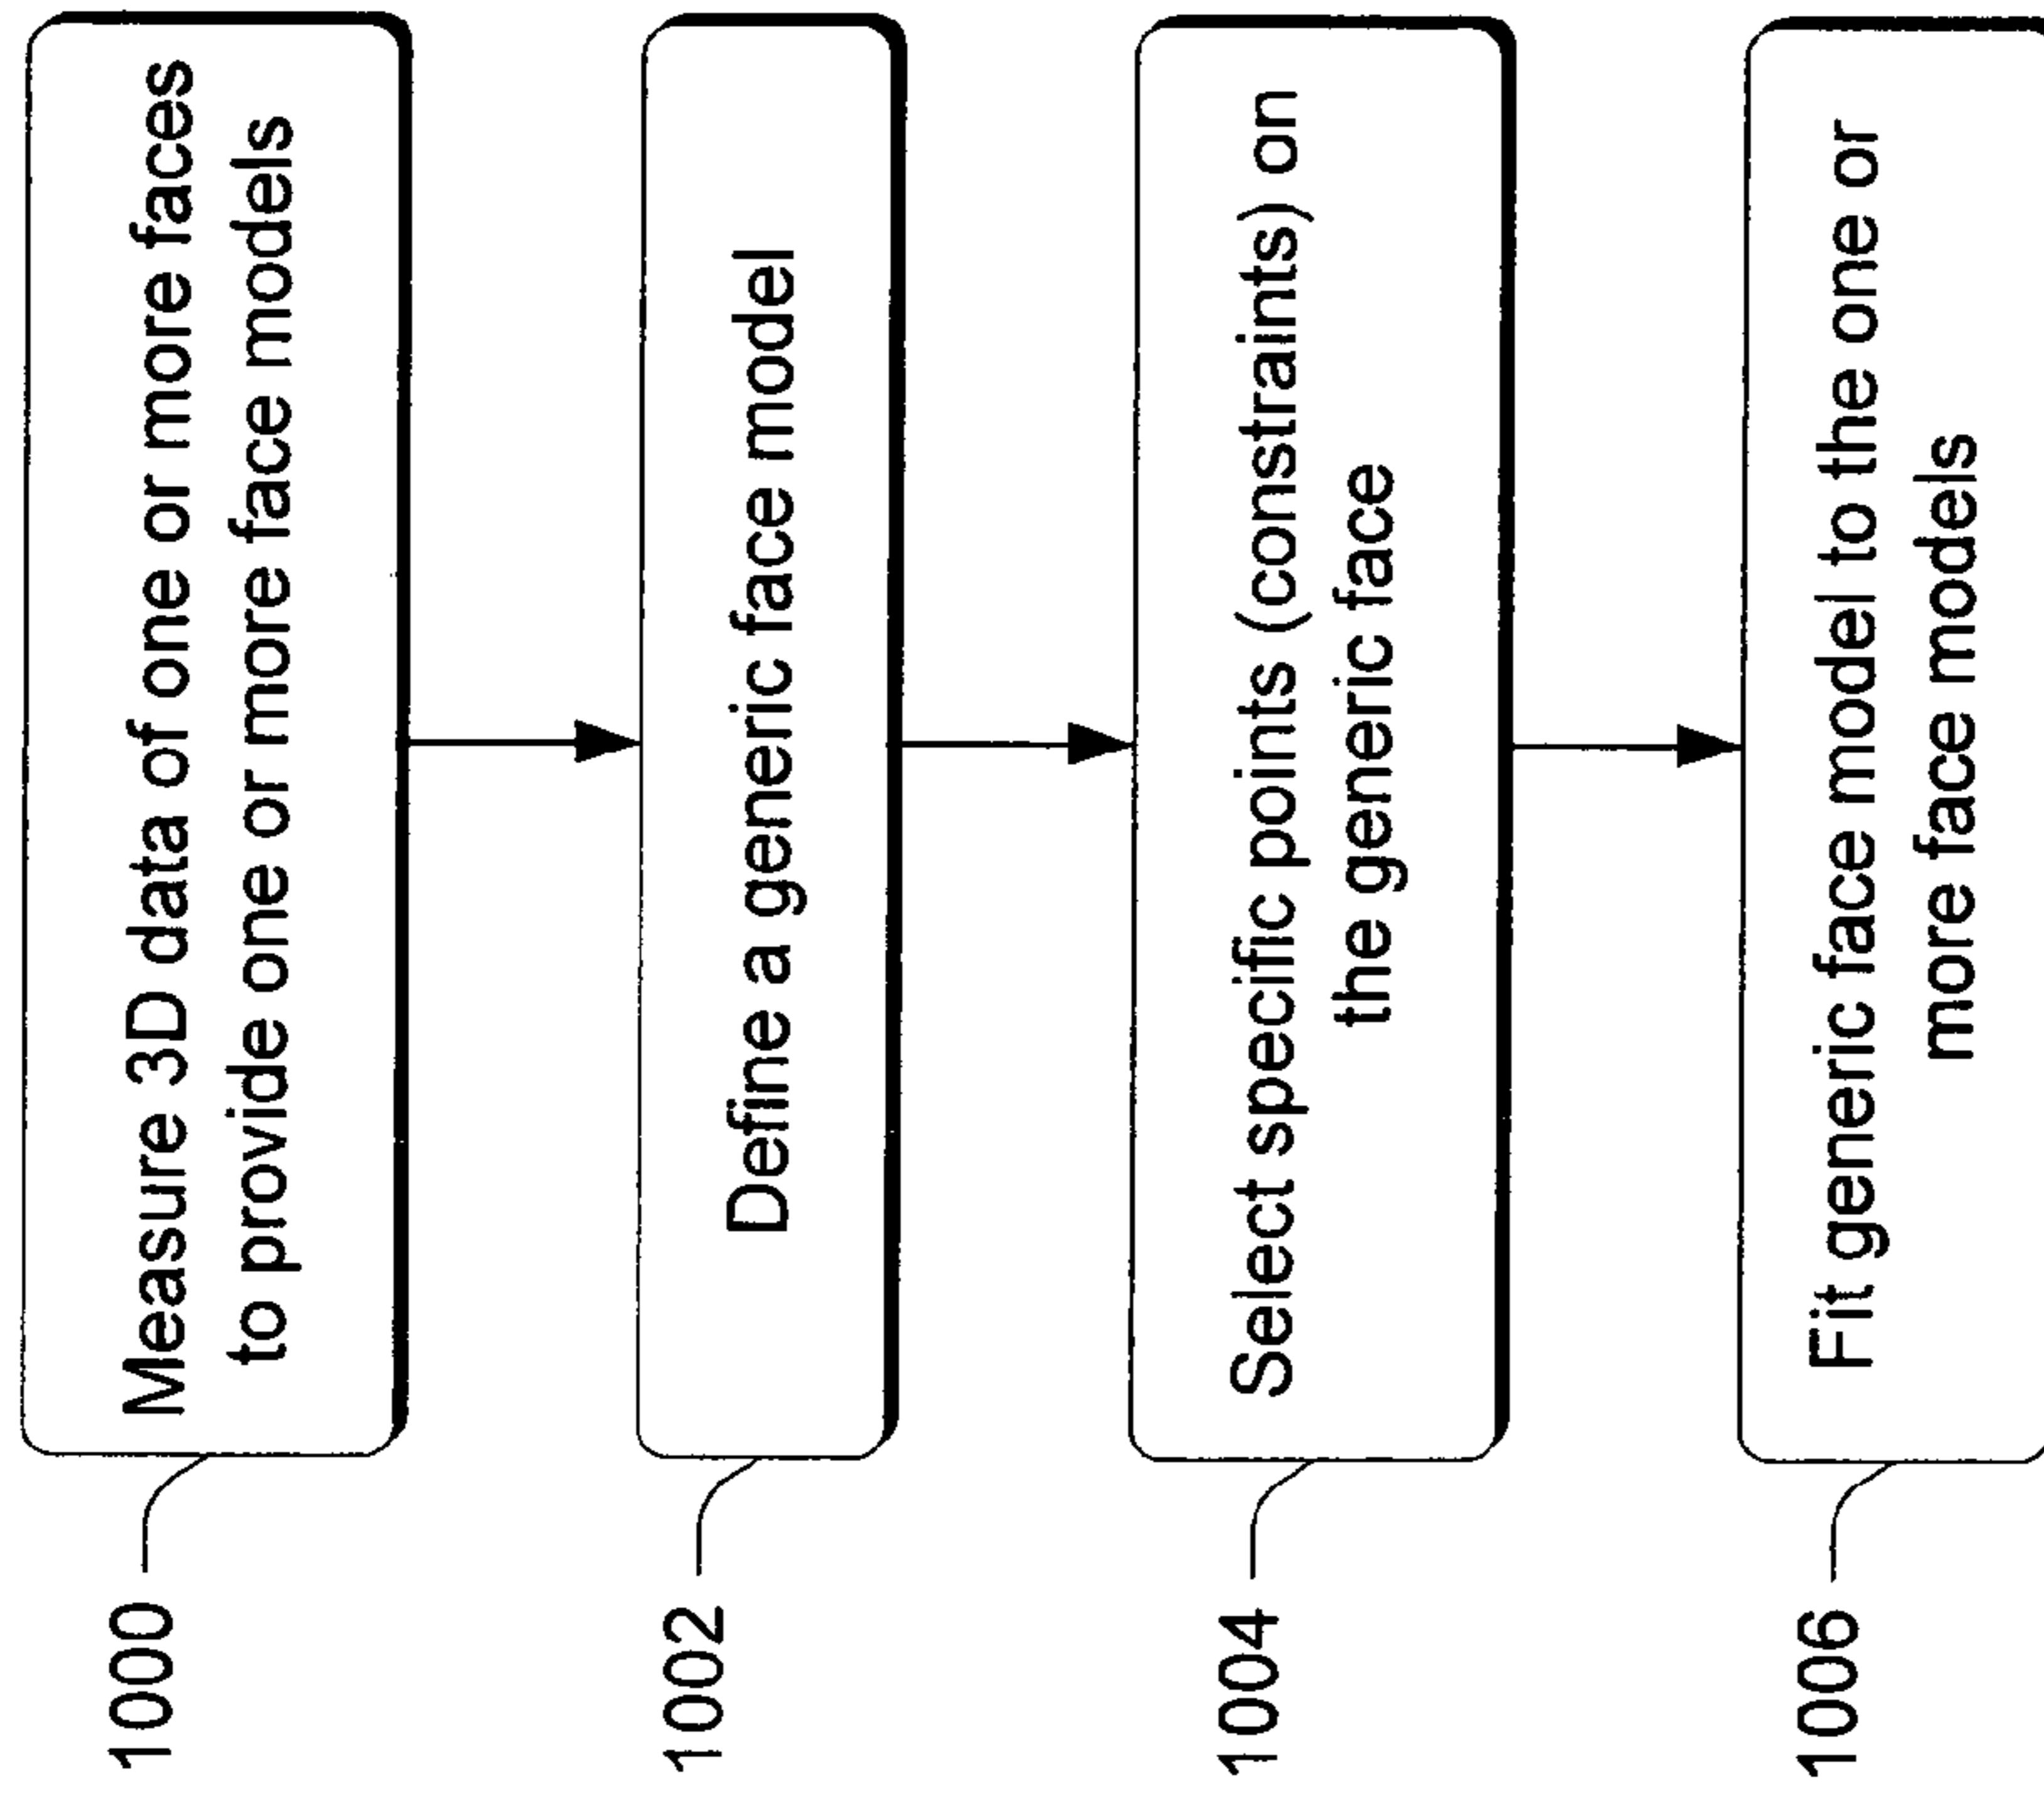 1000
Measure 3D data of one or more faces
to provide one or more face models
1002
Define a generic face model
1004
Select specific points (constraints) on
the generic face
1006
Fit generic face model to the one or
more face models